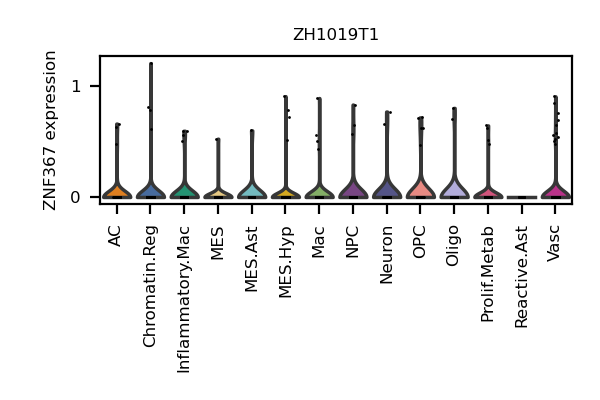 ZH1019T1
ZNF367 expression
1
0
AC
Chromatin.Reg
Inflammatory.Mac
MES
MES.Ast
MES.Hyp
Mac
NPC
Neuron
OPC
Oligo
Prolif.Metab
Reactive.Ast
Vasc